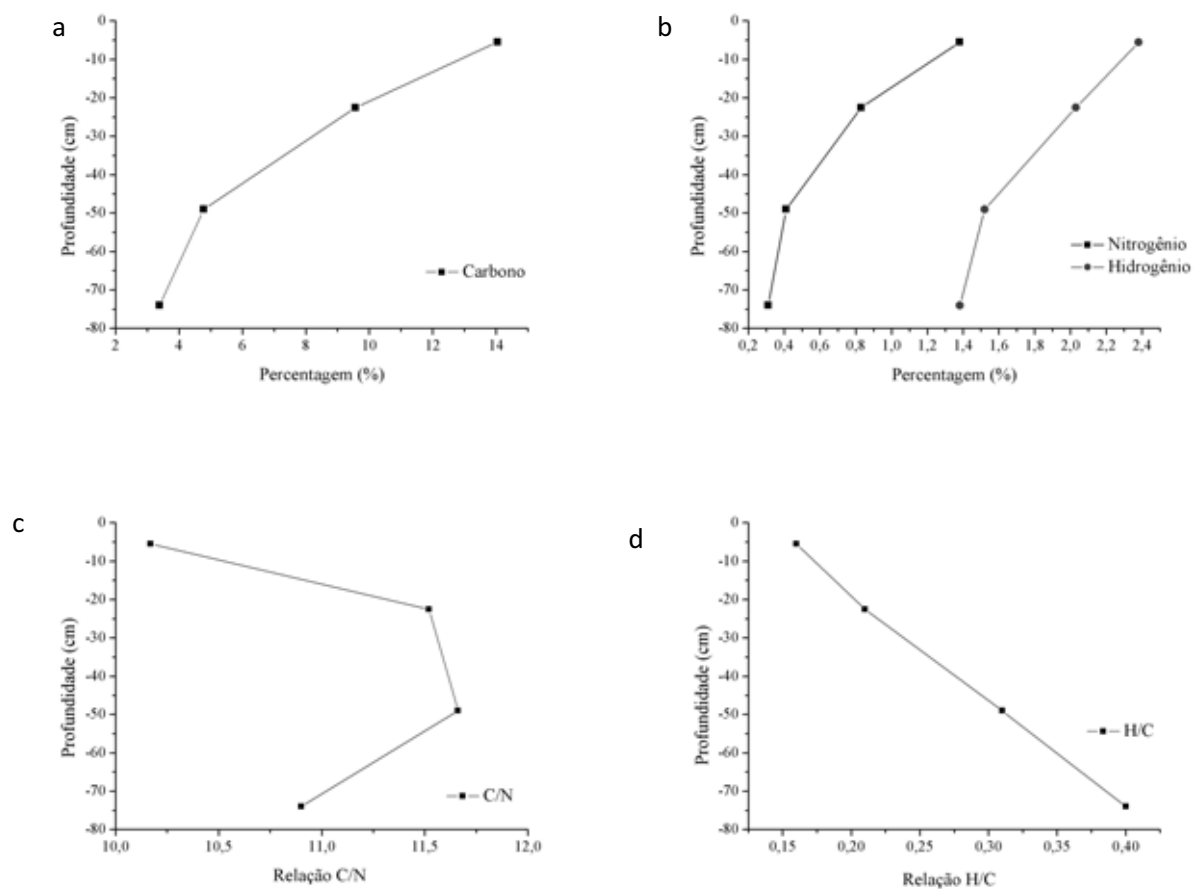 a
0
-10
-20
-30
-40
-50
-60
-70
-80
Profundidade (cm)
Carbono
2 4 6 8 10 12 14
Percentagem (%)
b
0
-10
-20
-30
-40
-50
-60
-70
-80
Profundidade (cm)
Nitrogênio
Hidrogênio
0,2 0,4 0,6 0,8 1,0 1,2 1,4 1,6 1,8 2,0 2,2 2,4
Percentagem (%)
c
0
-10
-20
-30
-40
-50
-60
-70
-80
Profundidade (cm)
C/N
10,0 10,5 11,0 11,5 12,0
Relação C/N
d
0
-10
-20
-30
-40
-50
-60
-70
-80
Profundidade (cm)
H/C
0,15 0,20 0,25 0,30 0,35 0,40
Relação H/C